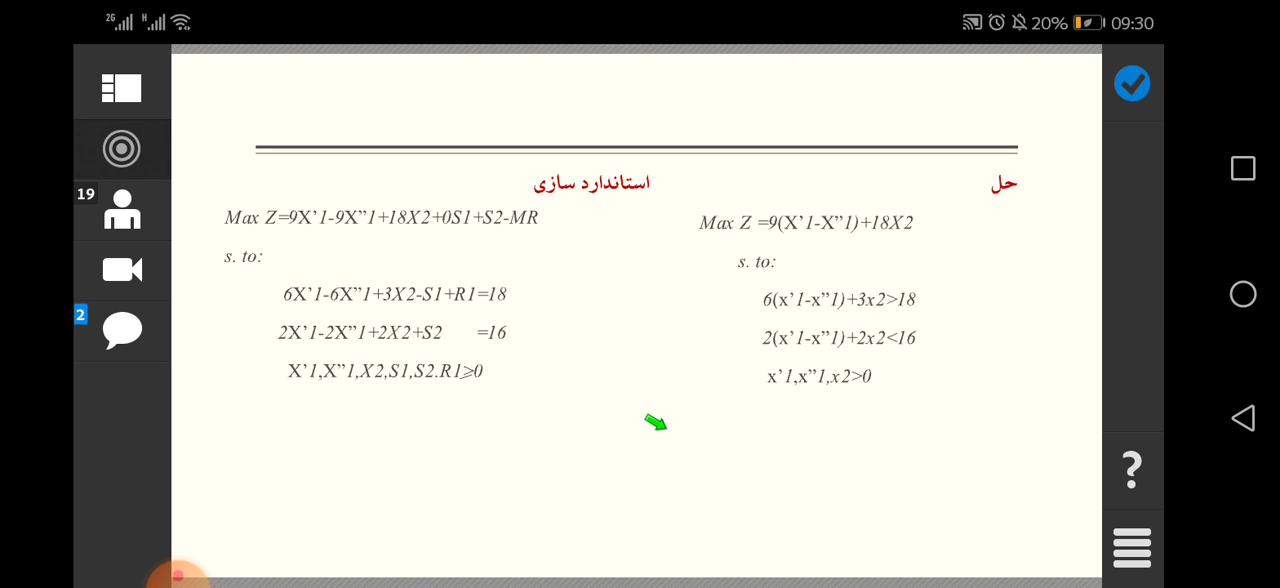 2G H 20% 09:30
19
2
حل
Max Z =9(X’1-X”1)+18X2
s. to:
6(x’1-x”1)+3x2>18
2(x’1-x”1)+2x2<16
x’1,x”1,x2>0
استاندارد سازی
Max Z=9X’1-9X”1+18X2+0S1+S2-MR
s. to:
6X’1-6X”1+3X2-S1+R1=18
2X’1-2X”1+2X2+S2 =16
X’1,X”1,X2,S1,S2.R1⩾0
?